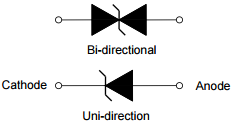 Bi-directional
Cathode Anode
Uni-direction